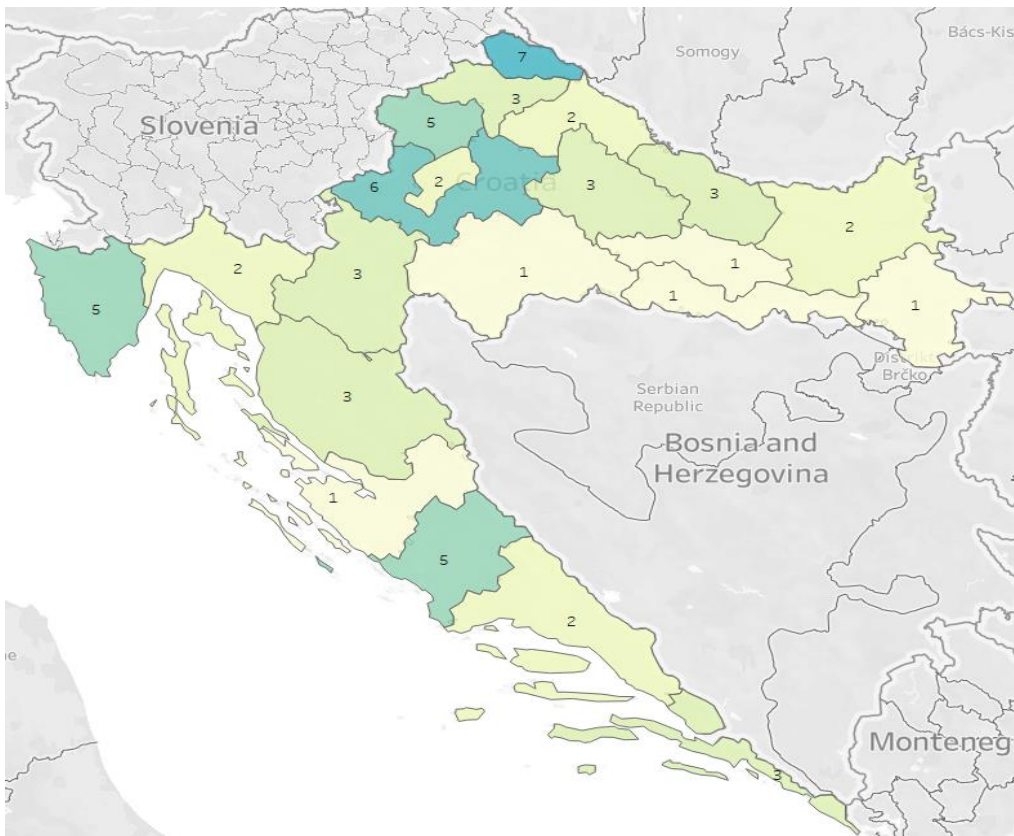 Bács-Kis
Somogy
7
3
2
Slovenia
5
6
2
Croatia
3
3
2
5
2
3
1
1
1
1
Distrikt
Brčko
3
Serbian
Republic
Bosnia and
Herzegovina
1
5
2
Monteneg
3